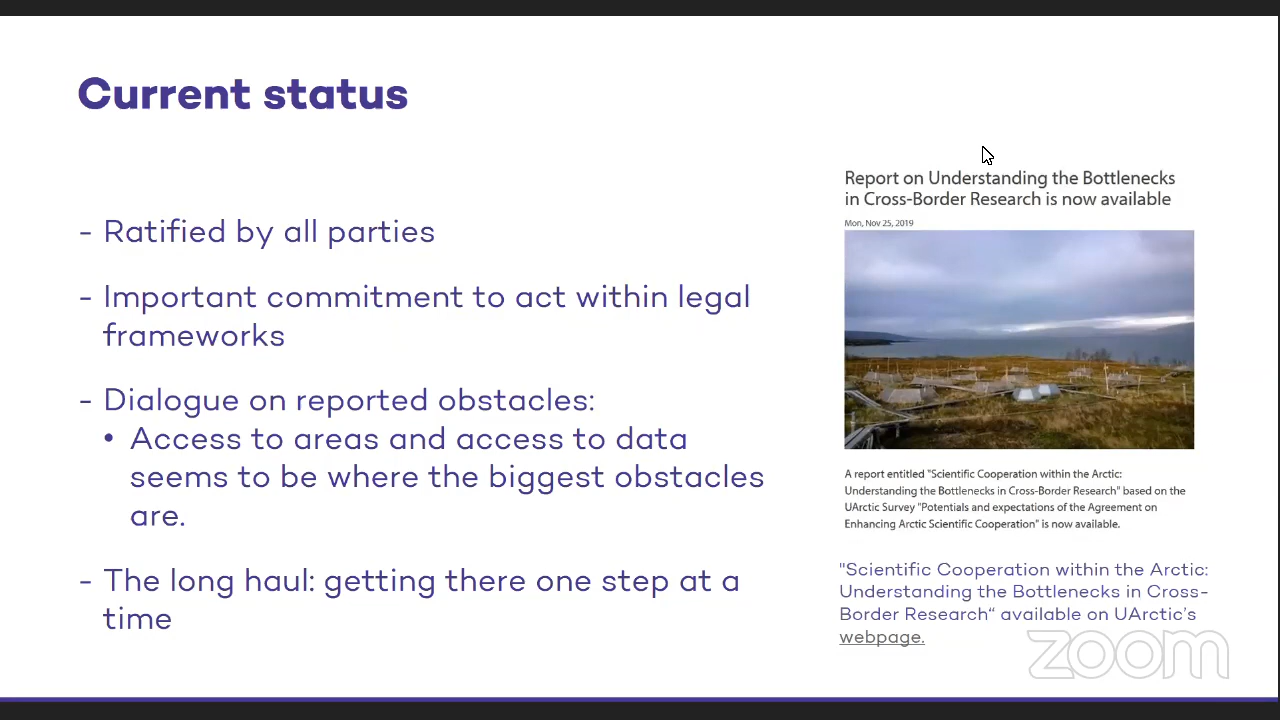 Current status
- Ratified by all parties
- Important commitment to act within legal
frameworks
- Dialogue on reported obstacles:
• Access to areas and access to data
seems to be where the biggest obstacles
are.
- The long haul: getting there one step at a
time
Report on Understanding the Bottlenecks
in Cross-Border Research is now available
Mon, Nov 25, 2019
A report entitled "Scientific Cooperation within the Arctic:
Understanding the Bottlenecks in Cross-Border Research" based on the
UArctic Survey "Potentials and expectations of the Agreement on
Enhancing Arctic Scientific Cooperation" is now available.
"Scientific Cooperation within the Arctic:
Understanding the Bottlenecks in Cross-
Border Research“ available on UArctic’s
webpage.
zoom